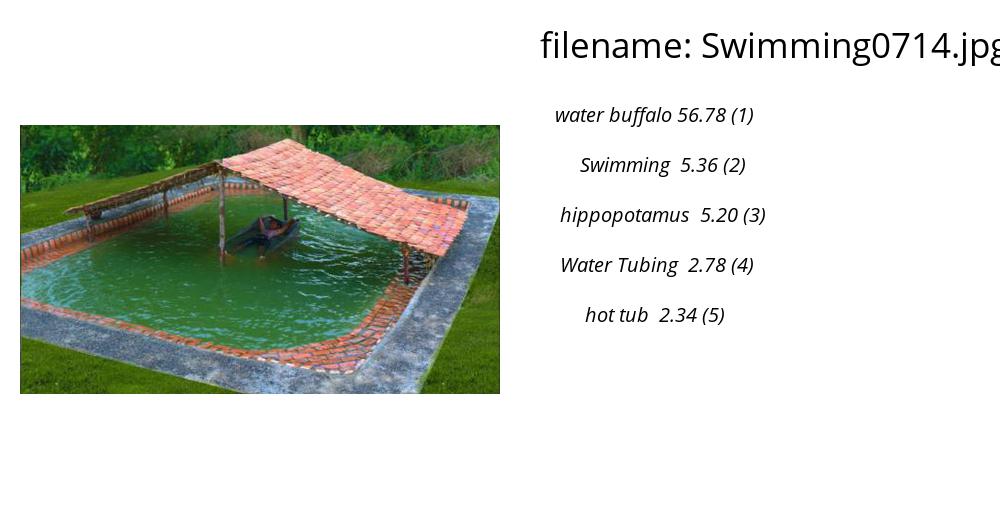 filename: Swimming0714.jpg
water buffalo 56.78 (1)
Swimming 5.36 (2)
hippopotamus 5.20 (3)
Water Tubing 2.78 (4)
hot tub 2.34 (5)